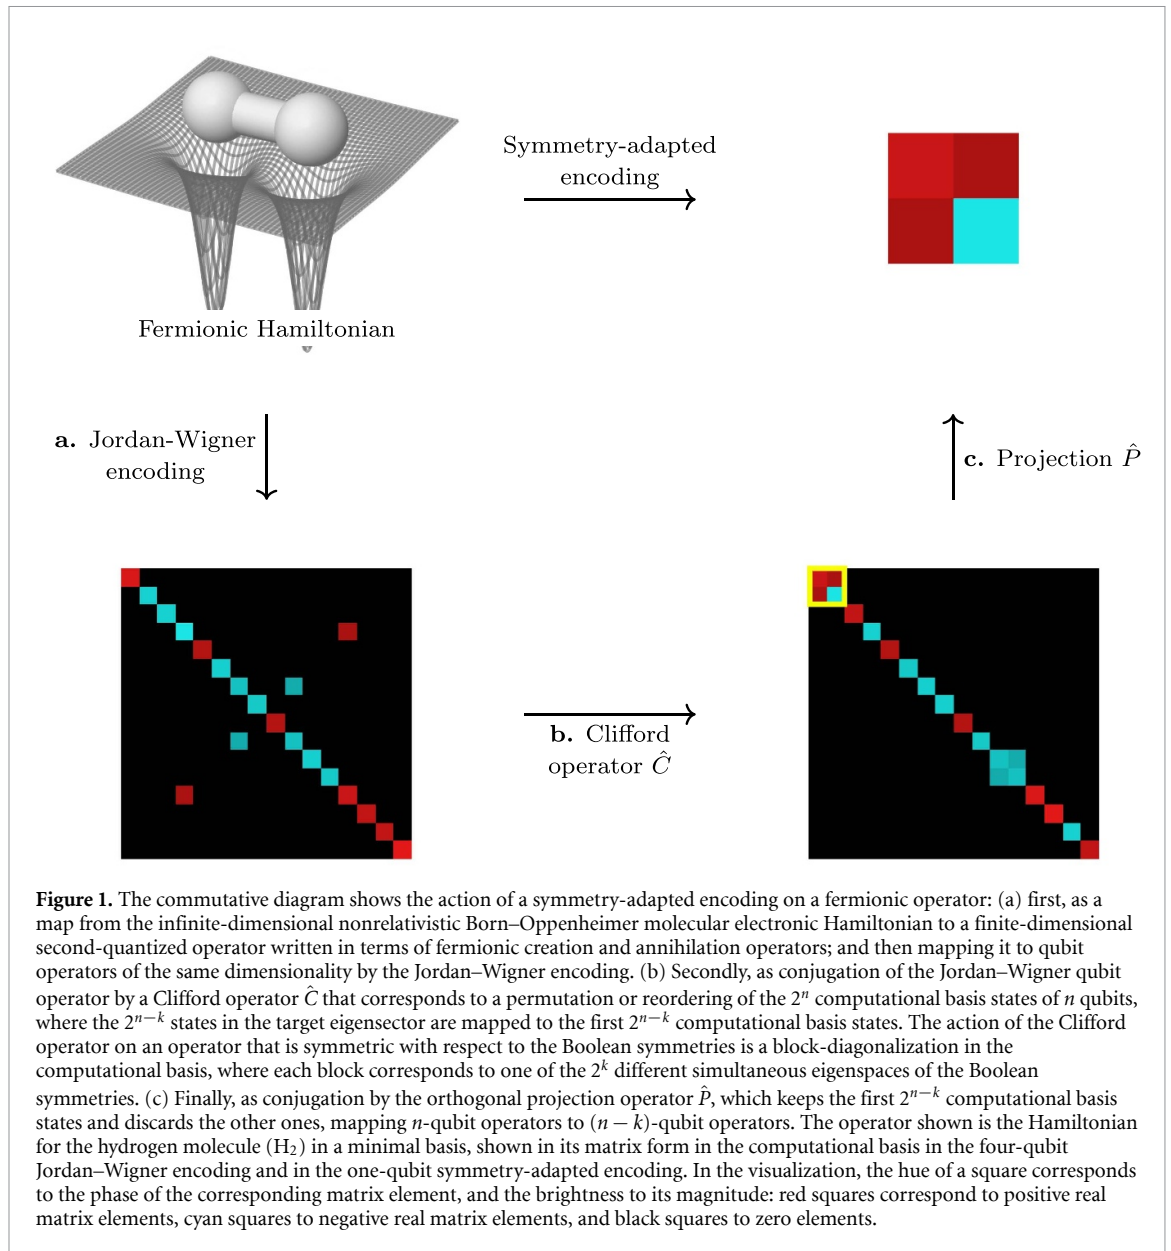 Symmetry-adapted
encoding
Fermionic Hamiltonian
a. Jordan-Wigner
encoding
c. Projection P̂
b. Clifford
operator Ĉ
Figure 1. The commutative diagram shows the action of a symmetry-adapted encoding on a fermionic operator: (a) first, as a
map from the infinite-dimensional nonrelativistic Born–Oppenheimer molecular electronic Hamiltonian to a finite-dimensional
second-quantized operator written in terms of fermionic creation and annihilation operators; and then mapping it to qubit
operators of the same dimensionality by the Jordan–Wigner encoding. (b) Secondly, as conjugation of the Jordan–Wigner qubit
operator by a Clifford operator Ĉ that corresponds to a permutation or reordering of the 2ⁿ computational basis states of n qubits,
where the 2ⁿ⁻ᵏ states in the target eigensector are mapped to the first 2ⁿ⁻ᵏ computational basis states. The action of the Clifford
operator on an operator that is symmetric with respect to the Boolean symmetries is a block-diagonalization in the
computational basis, where each block corresponds to one of the 2ᵏ different simultaneous eigenspaces of the Boolean
symmetries. (c) Finally, as conjugation by the orthogonal projection operator P̂, which keeps the first 2ⁿ⁻ᵏ computational basis
states and discards the other ones, mapping n-qubit operators to (n − k)-qubit operators. The operator shown is the Hamiltonian
for the hydrogen molecule (H₂) in a minimal basis, shown in its matrix form in the computational basis in the four-qubit
Jordan–Wigner encoding and in the one-qubit symmetry-adapted encoding. In the visualization, the hue of a square corresponds
to the phase of the corresponding matrix element, and the brightness to its magnitude: red squares correspond to positive real
matrix elements, cyan squares to negative real matrix elements, and black squares to zero elements.